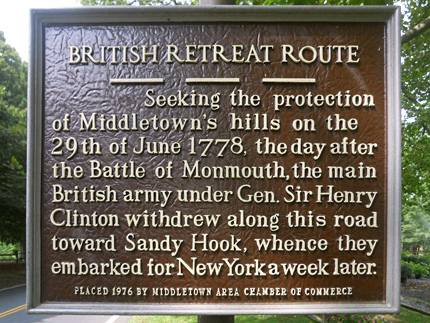 BRITISH RETREAT ROUTE
Seeking the protection
of Middletown's hills on the
29th of June 1778, the day after
the Battle of Monmouth, the main
British army under Gen. Sir Henry
Clinton withdrew along this road
toward Sandy Hook, whence they
embarked for New York a week later.
PLACED 1976 BY MIDDLETOWN AREA CHAMBER OF COMMERCE